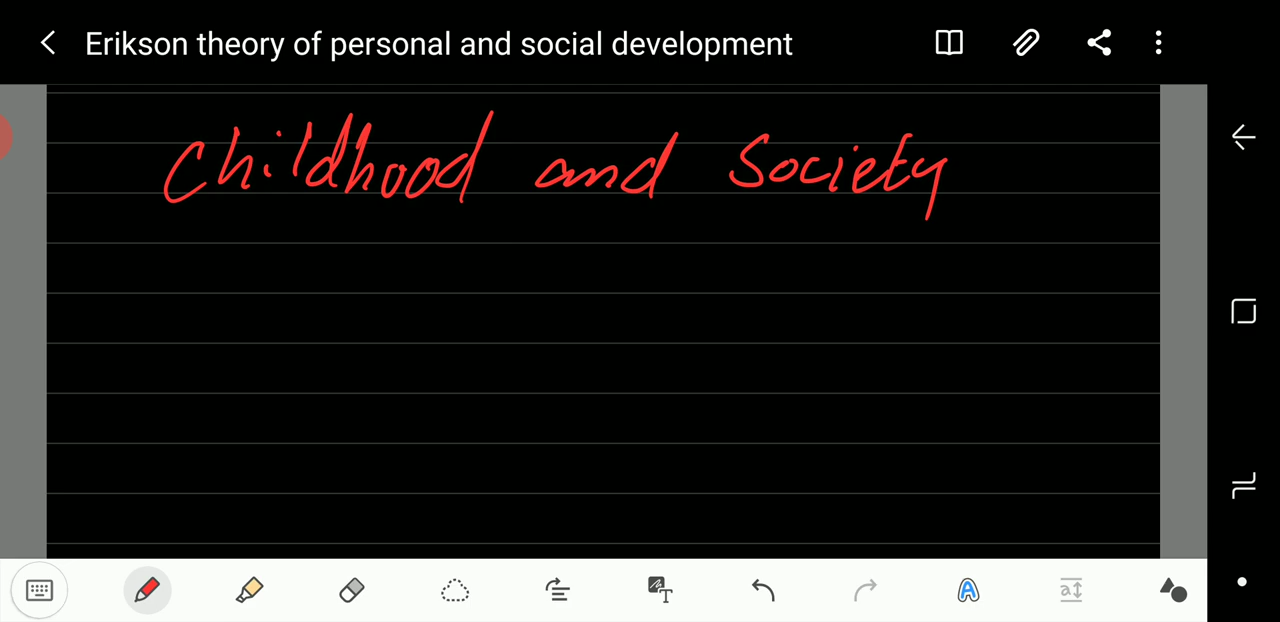 Erikson theory of personal and social development
Childhood and Society